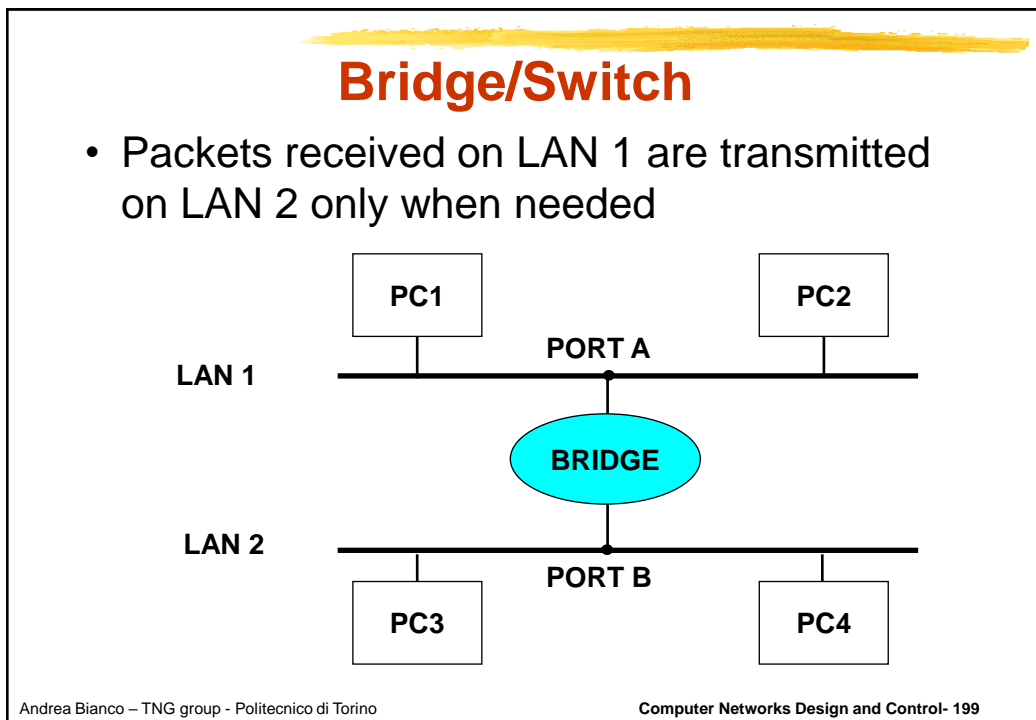 Bridge/Switch
• Packets received on LAN 1 are transmitted
on LAN 2 only when needed
PC1
PC2
PORT A
LAN 1
BRIDGE
LAN 2
PORT B
PC3
PC4
Andrea Bianco – TNG group - Politecnico di Torino
Computer Networks Design and Control- 199